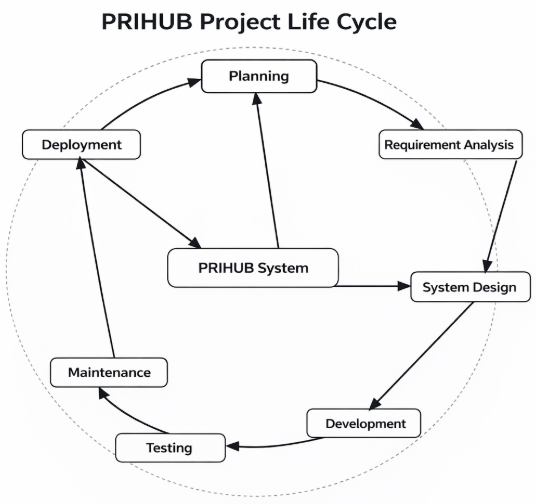 PRIHUB Project Life Cycle
Planning
Deployment
Requirement Analysis
PRIHUB System
System Design
Maintenance
Development
Testing